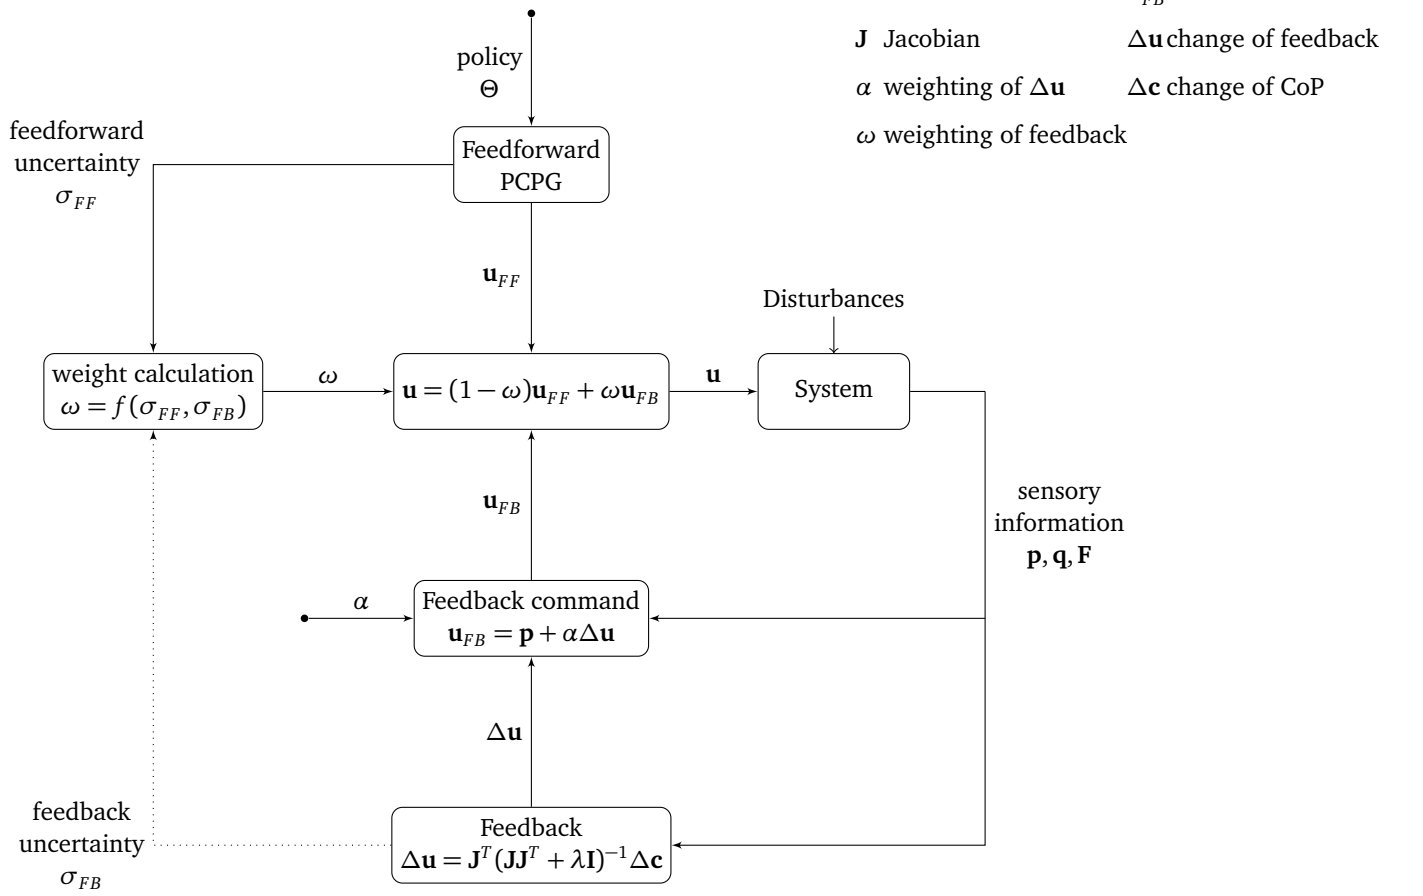 FB
J Jacobian
Δu change of feedback
α weighting of Δu
Δc change of CoP
ω weighting of feedback
policy
Θ
feedforward
uncertainty
σ_FF
Feedforward
PCPG
u_FF
Disturbances
weight calculation
ω = f(σ_FF, σ_FB)
ω
u = (1 − ω)u_FF + ωu_FB
u
System
sensory
information
p, q, F
u_FB
α
Feedback command
u_FB = p + αΔu
Δu
feedback
uncertainty
σ_FB
Feedback
Δu = J^T(JJ^T + λI)^−1Δc